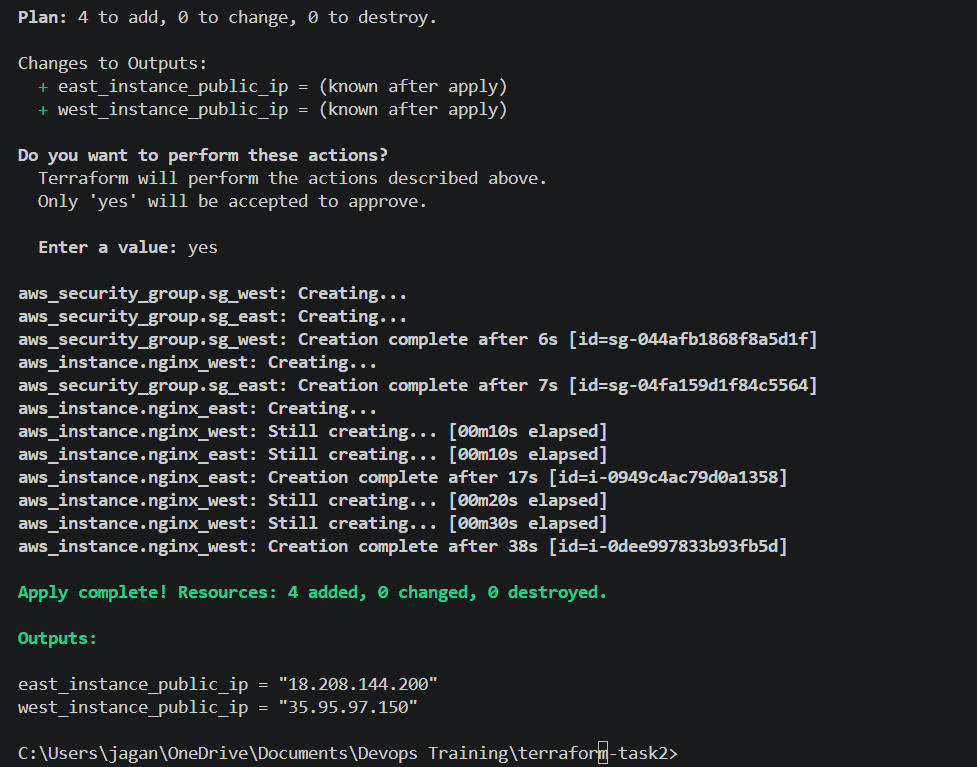 Plan: 4 to add, 0 to change, 0 to destroy.
Changes to Outputs:
+ east_instance_public_ip = (known after apply)
+ west_instance_public_ip = (known after apply)
Do you want to perform these actions?
Terraform will perform the actions described above.
Only 'yes' will be accepted to approve.
Enter a value: yes
aws_security_group.sg_west: Creating...
aws_security_group.sg_east: Creating...
aws_security_group.sg_west: Creation complete after 6s [id=sg-044afb1868f8a5d1f]
aws_instance.nginx_west: Creating...
aws_security_group.sg_east: Creation complete after 7s [id=sg-04fa159d1f84c5564]
aws_instance.nginx_east: Creating...
aws_instance.nginx_west: Still creating... [00m10s elapsed]
aws_instance.nginx_east: Still creating... [00m10s elapsed]
aws_instance.nginx_east: Creation complete after 17s [id=i-0949c4ac79d0a1358]
aws_instance.nginx_west: Still creating... [00m20s elapsed]
aws_instance.nginx_west: Still creating... [00m30s elapsed]
aws_instance.nginx_west: Creation complete after 38s [id=i-0dee997833b93fb5d]
Apply complete! Resources: 4 added, 0 changed, 0 destroyed.
Outputs:
east_instance_public_ip = "18.208.144.200"
west_instance_public_ip = "35.95.97.150"
C:\Users\jagan\OneDrive\Documents\Devops Training\terraform-task2>